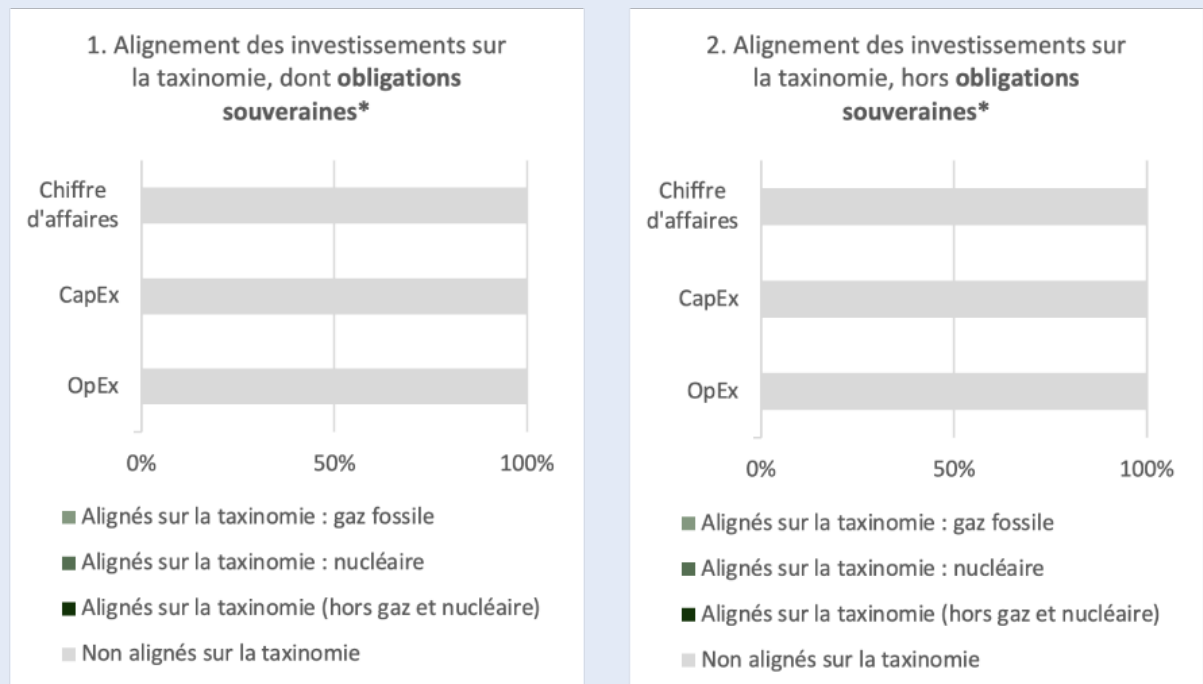 1. Alignement des investissements sur
la taxinomie, dont obligations
souveraines*
Chiffre
d'affaires
CapEx
OpEx
0%
50%
100%
Alignés sur la taxinomie : gaz fossile
Alignés sur la taxinomie : nucléaire
Alignés sur la taxinomie (hors gaz et nucléaire)
Non alignés sur la taxinomie
2. Alignement des investissements sur
la taxinomie, hors obligations
souveraines*
Chiffre
d'affaires
CapEx
OpEx
0%
50%
100%
Alignés sur la taxinomie : gaz fossile
Alignés sur la taxinomie : nucléaire
Alignés sur la taxinomie (hors gaz et nucléaire)
Non alignés sur la taxinomie